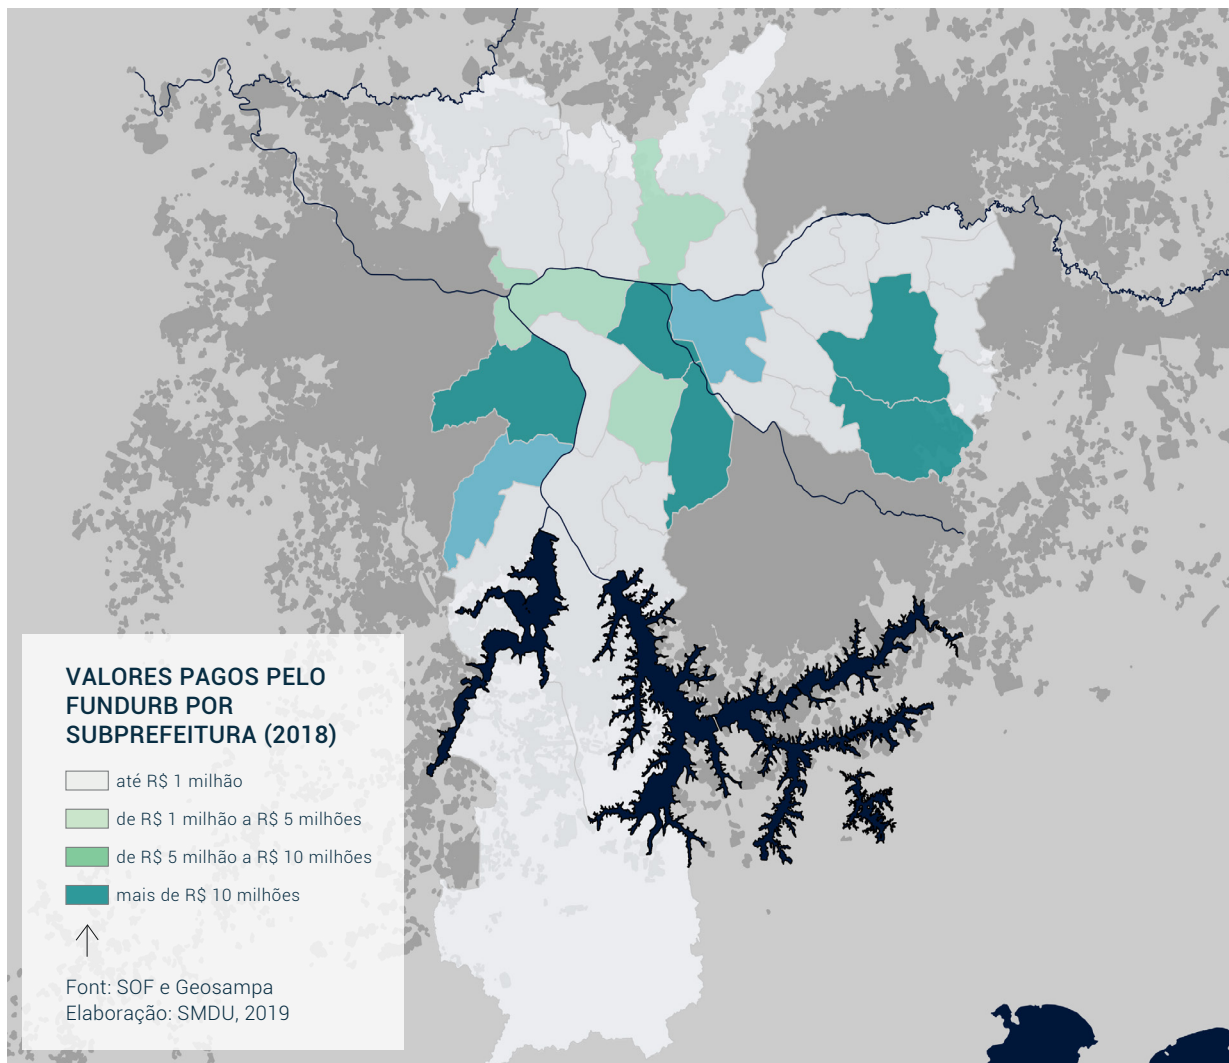 VALORES PAGOS PELO
FUNDURB POR
SUBPREFEITURA (2018)
até R$ 1 milhão
de R$ 1 milhão a R$ 5 milhões
de R$ 5 milhão a R$ 10 milhões
mais de R$ 10 milhões
Font: SOF e Geosampa
Elaboração: SMDU, 2019